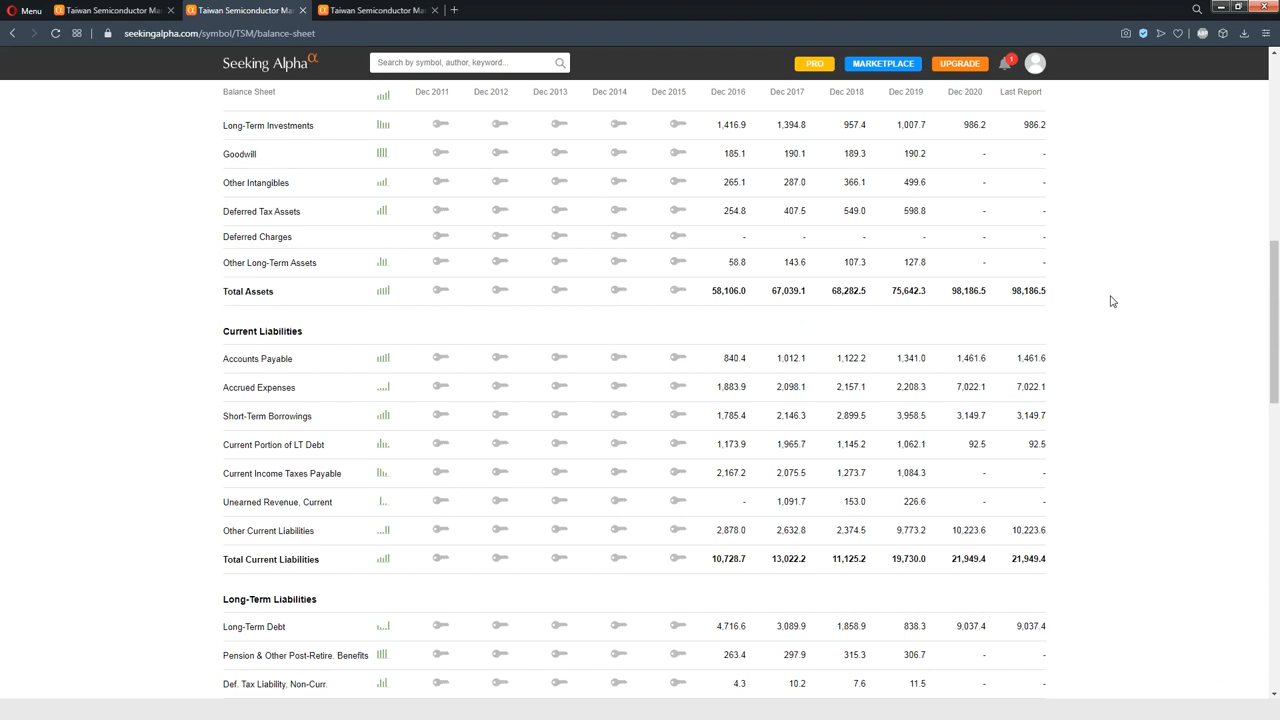 Menu Taiwan Semiconductor Ma Taiwan Semiconductor Ma Taiwan Semiconductor Ma
seekingalpha.com/symbol/TSM/balance-sheet
Seeking Alpha α Search by symbol, author, keyword... PRO MARKETPLACE UPGRADE 1
Balance Sheet Dec 2011 Dec 2012 Dec 2013 Dec 2014 Dec 2015 Dec 2016 Dec 2017 Dec 2018 Dec 2019 Dec 2020 Last Report
Long-Term Investments 1,416.9 1,394.8 957.4 1,007.7 986.2 986.2
Goodwill 185.1 190.1 189.3 190.2 - -
Other Intangibles 265.1 287.0 366.1 499.6 - -
Deferred Tax Assets 254.8 407.5 549.0 598.8 - -
Deferred Charges - - - - - -
Other Long-Term Assets 58.8 143.6 107.3 127.8 - -
Total Assets 58,106.0 67,039.1 68,282.5 75,642.3 98,186.5 98,186.5
Current Liabilities
Accounts Payable 840.4 1,012.1 1,122.2 1,341.0 1,461.6 1,461.6
Accrued Expenses 1,883.9 2,098.1 2,157.1 2,208.3 7,022.1 7,022.1
Short-Term Borrowings 1,785.4 2,146.3 2,899.5 3,958.5 3,149.7 3,149.7
Current Portion of LT Debt 1,173.9 1,965.7 1,145.2 1,062.1 92.5 92.5
Current Income Taxes Payable 2,167.2 2,075.5 1,273.7 1,084.3 - -
Unearned Revenue, Current - 1,091.7 153.0 226.6 - -
Other Current Liabilities 2,878.0 2,632.8 2,374.5 9,773.2 10,223.6 10,223.6
Total Current Liabilities 10,728.7 13,022.2 11,125.2 19,730.0 21,949.4 21,949.4
Long-Term Liabilities
Long-Term Debt 4,716.6 3,089.9 1,858.9 838.3 9,037.4 9,037.4
Pension & Other Post-Retire. Benefits 263.4 297.9 315.3 306.7 - -
Def. Tax Liability, Non-Curr. 4.3 10.2 7.6 11.5 - -